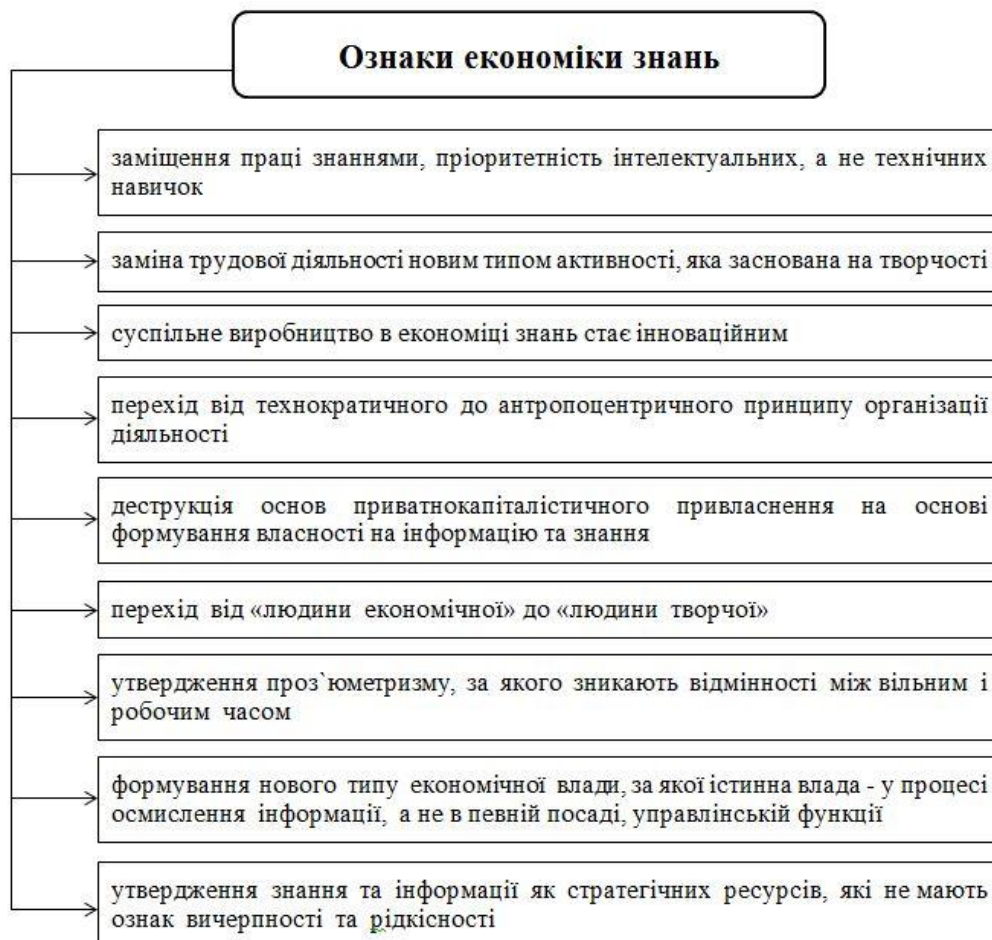 Ознаки економіки знань
заміщення праці знаннями, пріоритетність інтелектуальних, а не технічних
навичок
заміна трудової діяльності новим типом активності, яка заснована на творчості
суспільне виробництво в економіці знань стає інноваційним
перехід від технократичного до антропоцентричного принципу організації
діяльності
деструкція основ приватнокапіталістичного привласнення на основі
формування власності на інформацію та знання
перехід від «людини економічної» до «людини творчої»
утвердження проз`юметризму, за якого зникають відмінності між вільним і
робочим часом
формування нового типу економічної влади, за якої істинна влада - у процесі
осмислення інформації, а не в певній посаді, управлінській функції
утвердження знання та інформації як стратегічних ресурсів, які не мають
ознак вичерпності та рідкісності